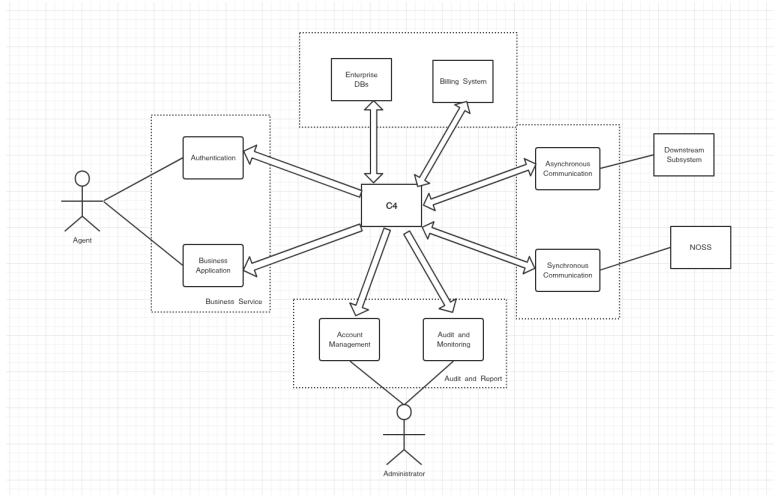 Enterprise
DBs
Billing System
Authentication
Asynchronous
Communication
Downstream
Subsystem
C4
Agent
Business
Application
Business Service
Synchronous
Communication
NOSS
Account
Management
Audit and
Monitoring
Audit and Report
Administrator